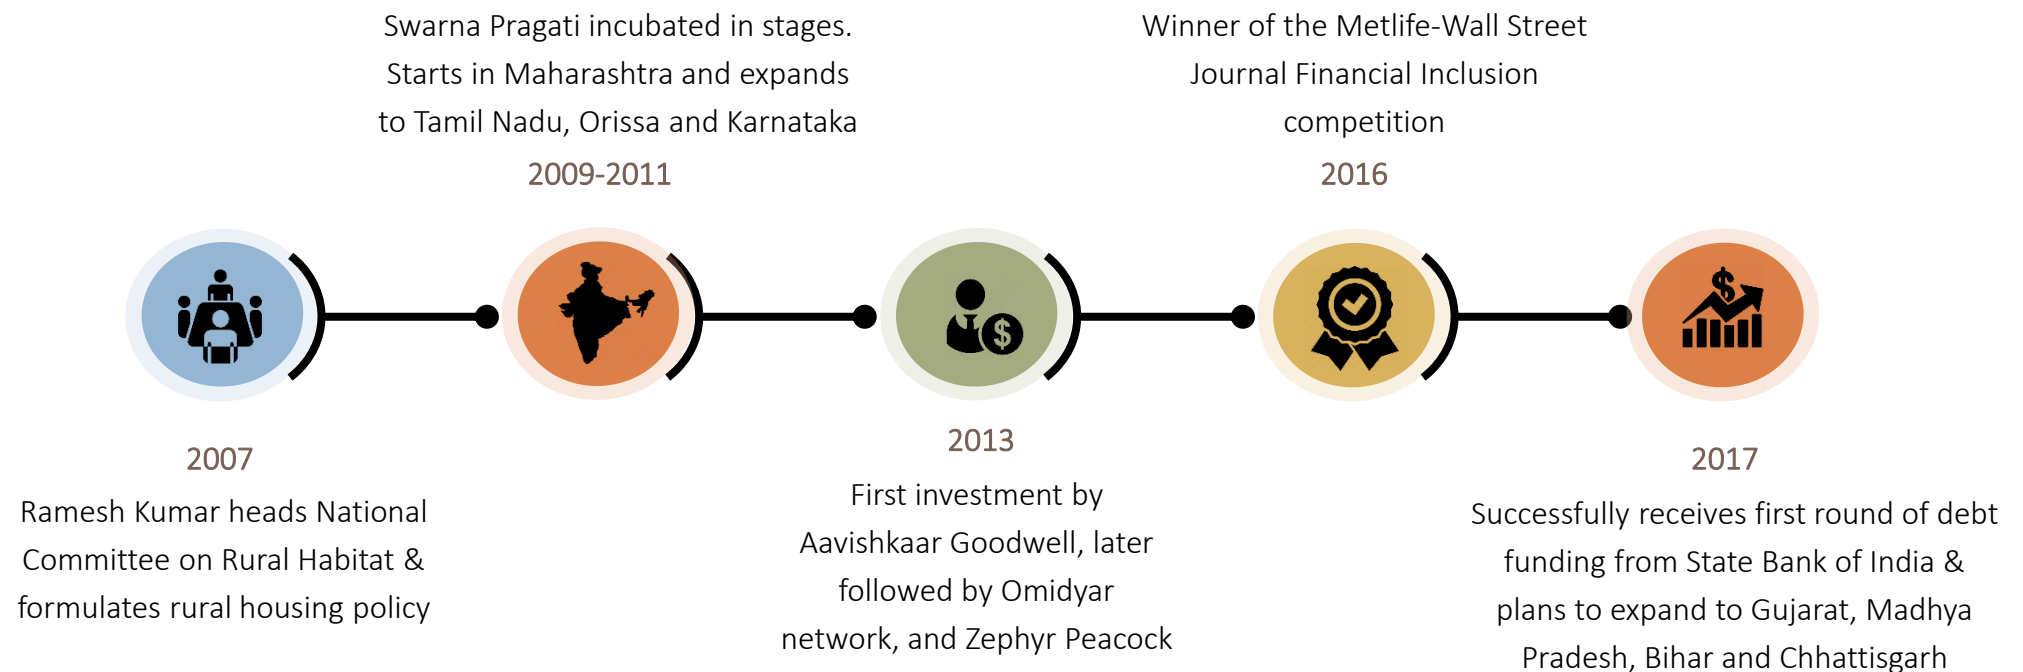 Swarna Pragati incubated in stages.
Starts in Maharashtra and expands
to Tamil Nadu, Orissa and Karnataka
2009-2011
Winner of the Metlife-Wall Street
Journal Financial Inclusion
competition
2016
$
$
2007
Ramesh Kumar heads National
Committee on Rural Habitat &
formulates rural housing policy
2013
First investment by
Aavishkaar Goodwell, later
followed by Omidyar
network, and Zephyr Peacock
2017
Successfully receives first round of debt
funding from State Bank of India &
plans to expand to Gujarat, Madhya
Pradesh, Bihar and Chhattisgarh